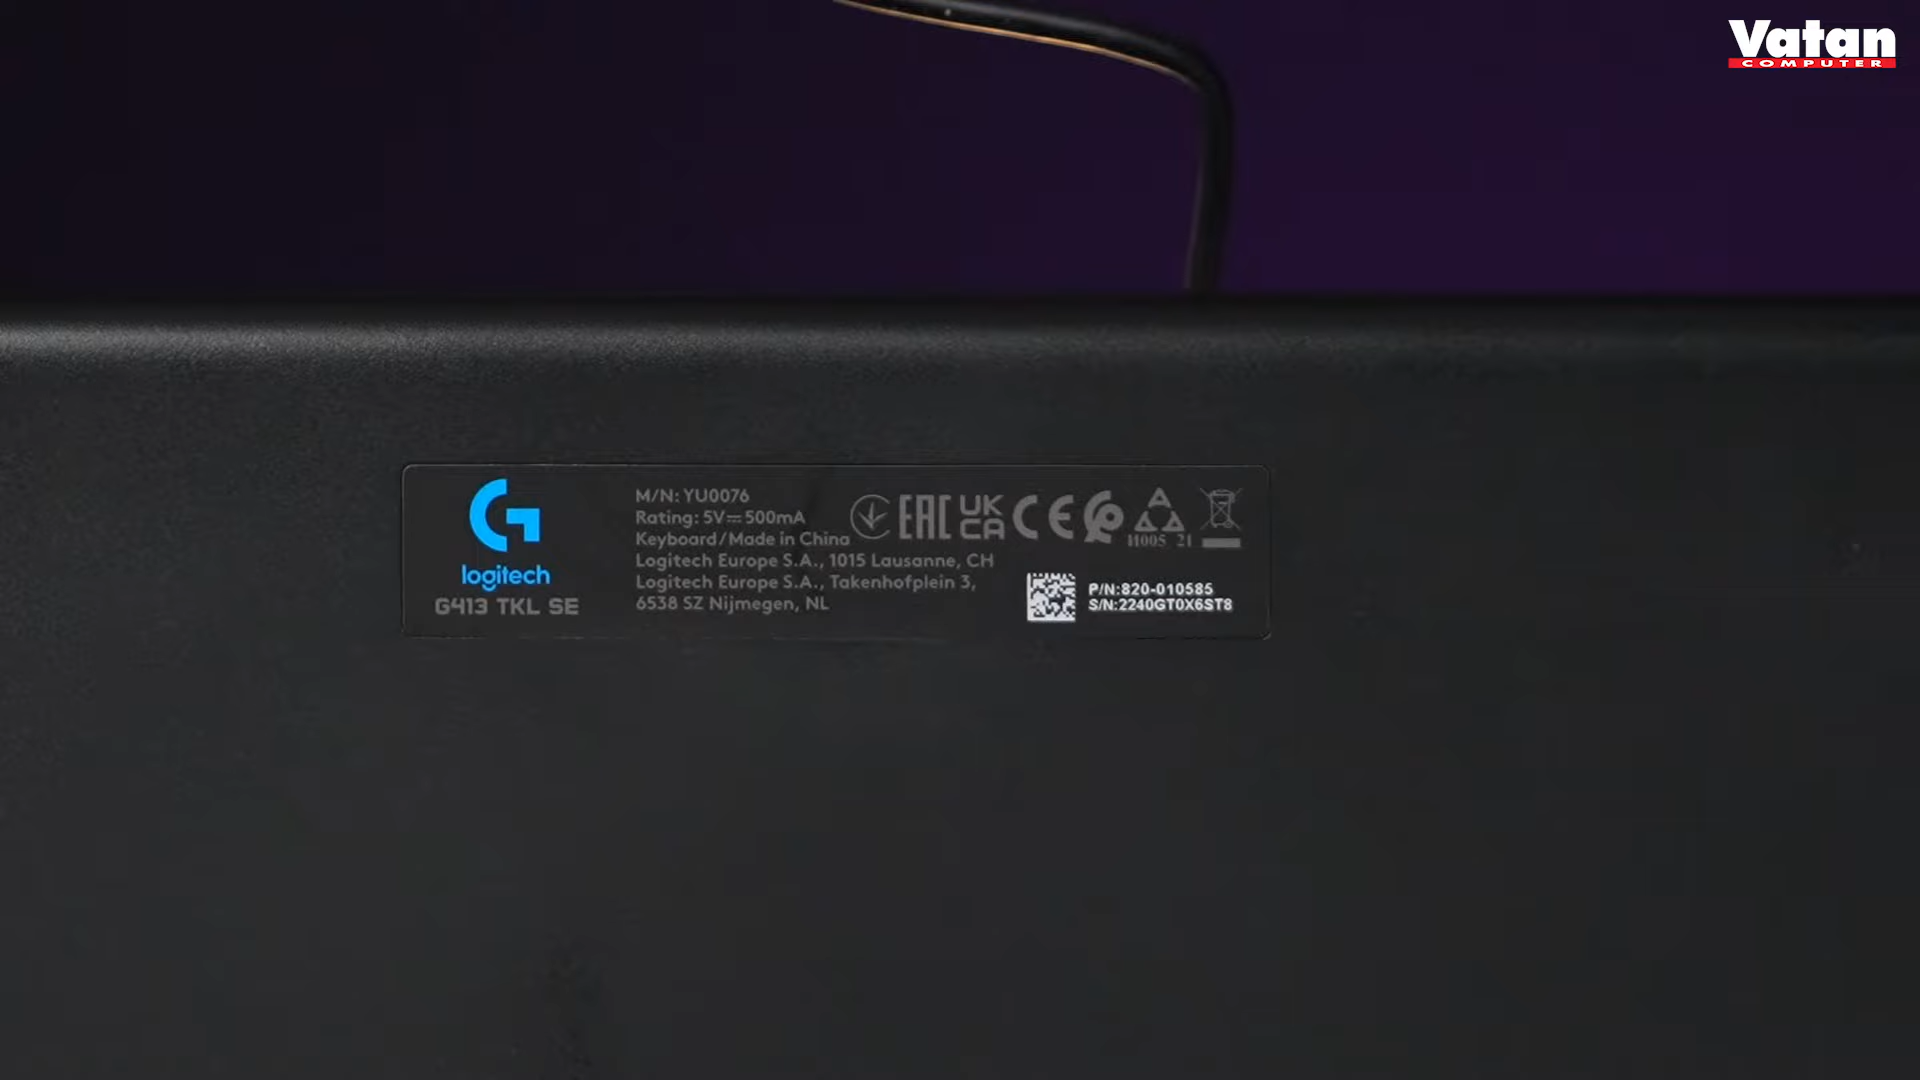 Vatan
COMPUTER
logitech
G413 TKL SE
M/N: YU0076
Rating: 5V⎓500mA
Keyboard/Made in China
Logitech Europe S.A., 1015 Lausanne, CH
Logitech Europe S.A., Takenhofplein 3,
6538 SZ Nijmegen, NL
EAC UK CA CE
H005 21
P/N:820-010585
S/N:2240GT0X6ST8